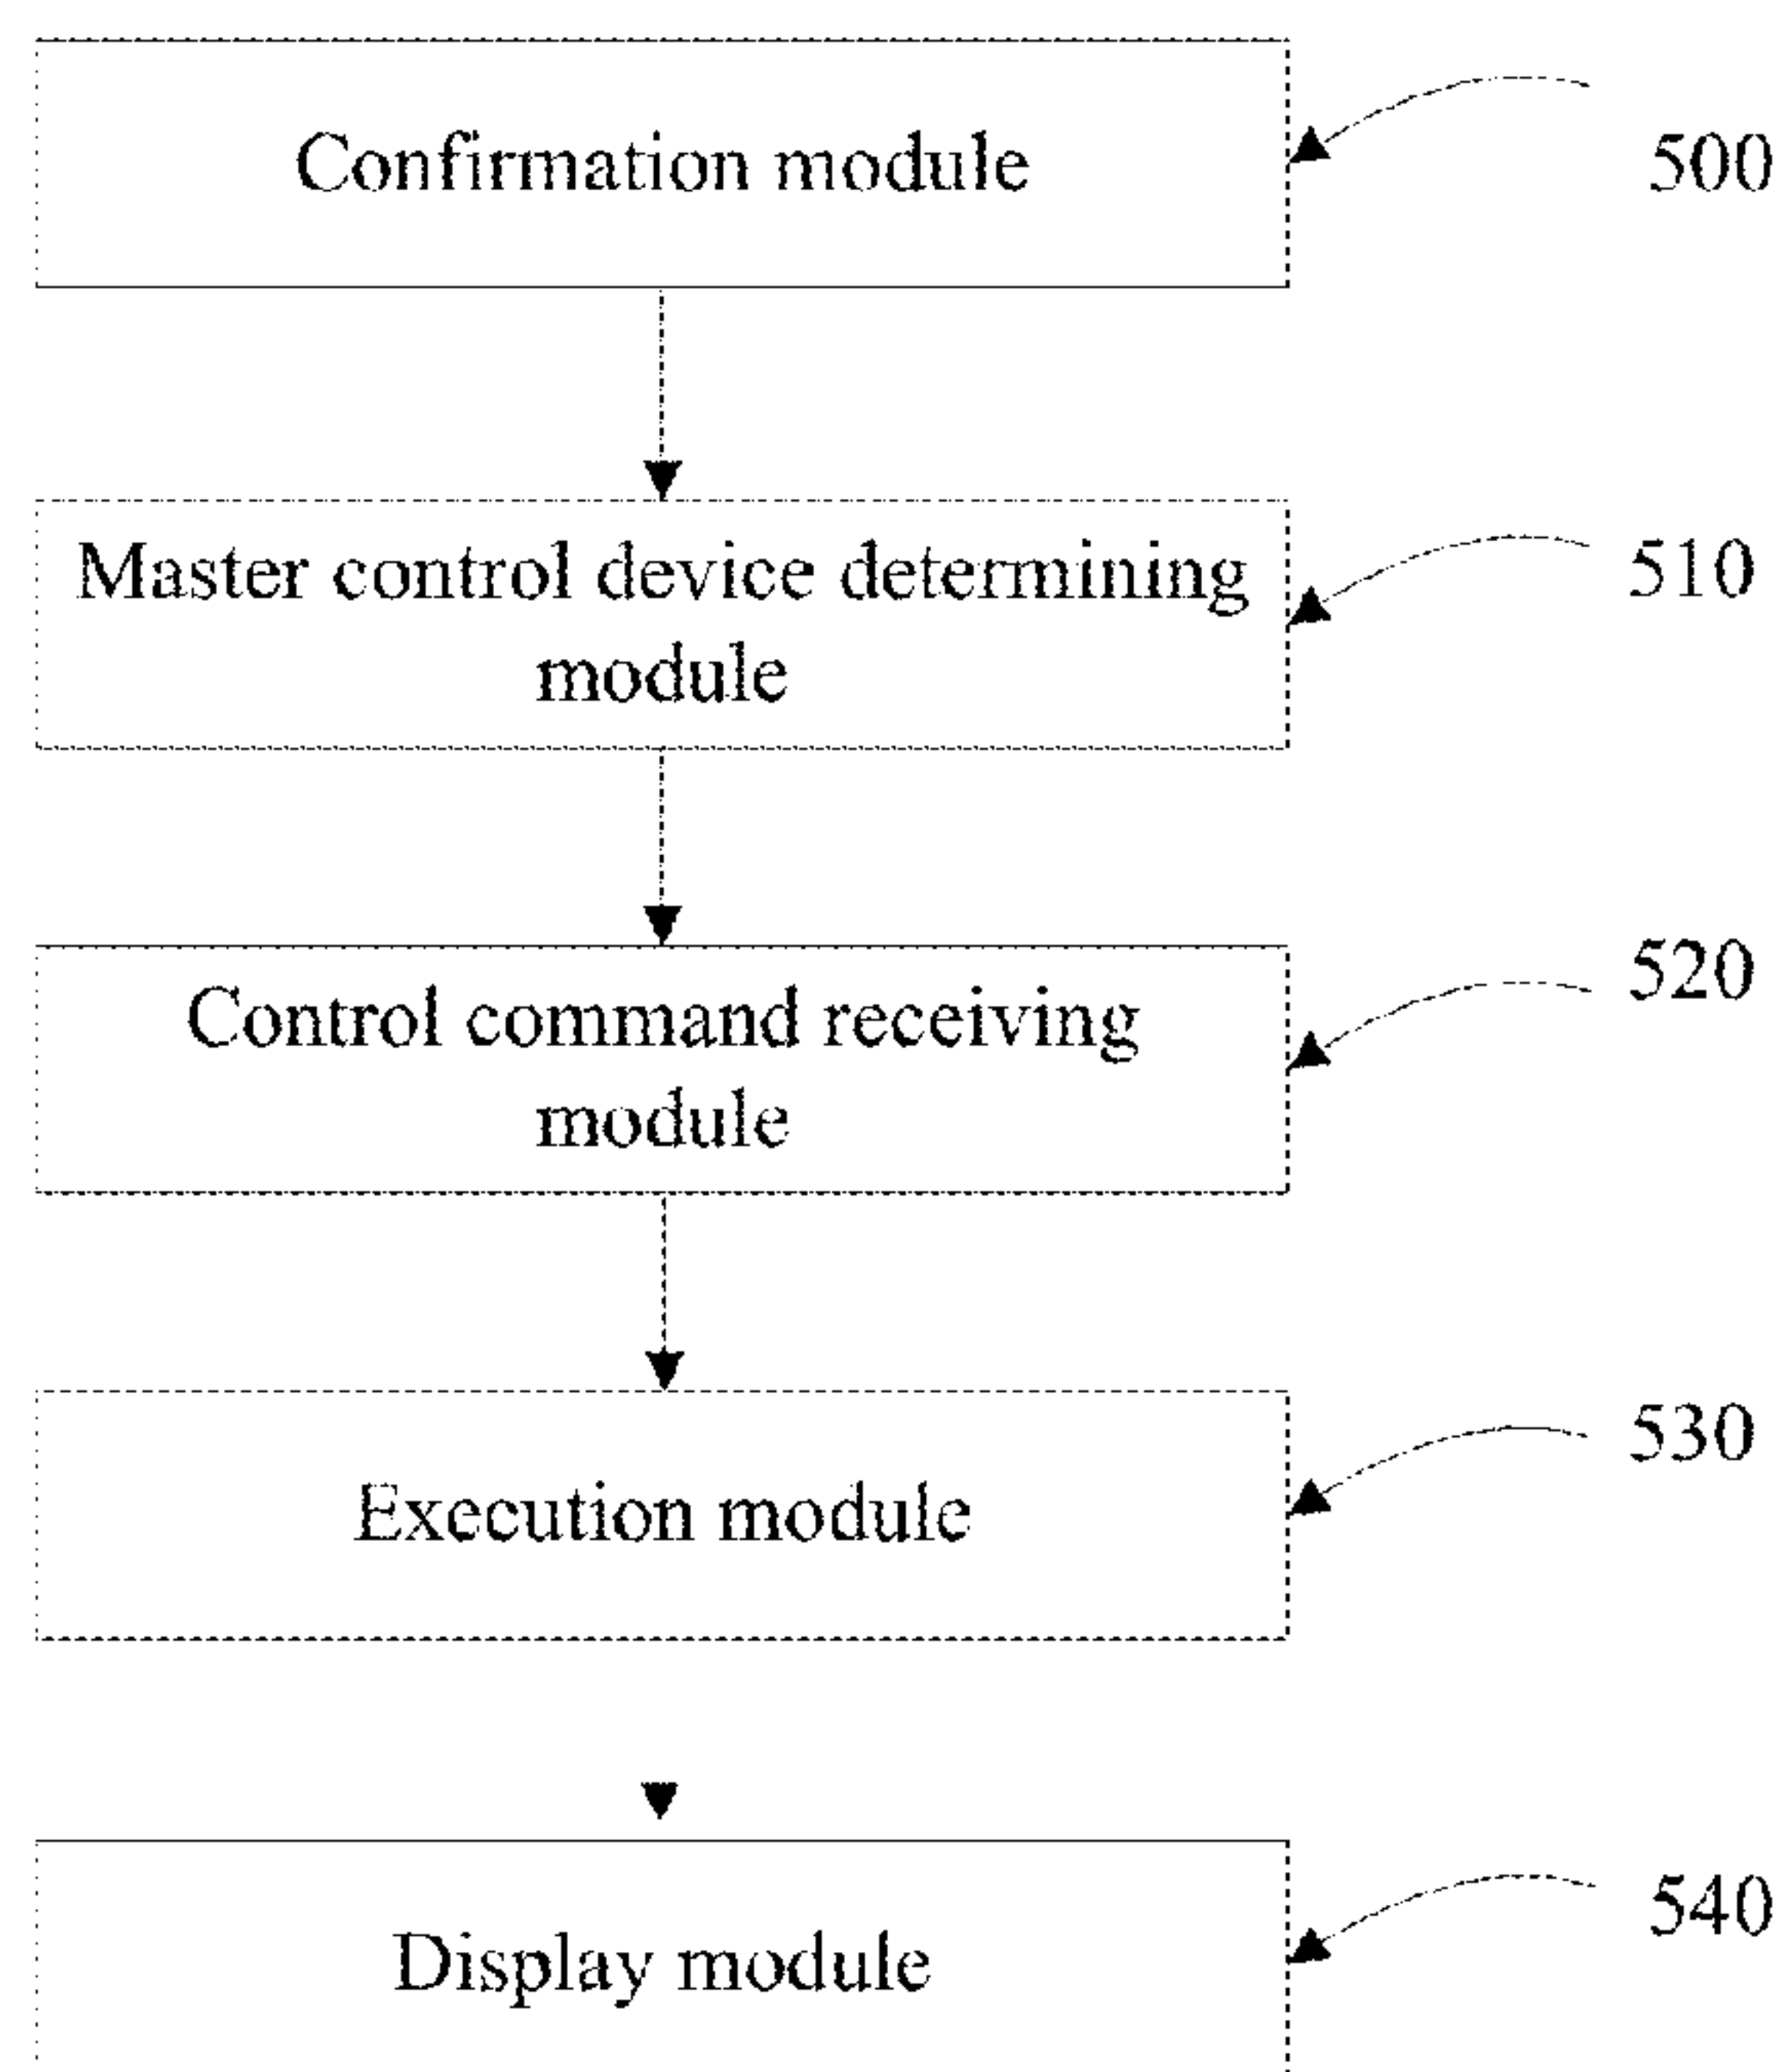 Confirmation module
500
Master control device determining
module
510
Control command receiving
module
520
Execution module
530
Display module
540